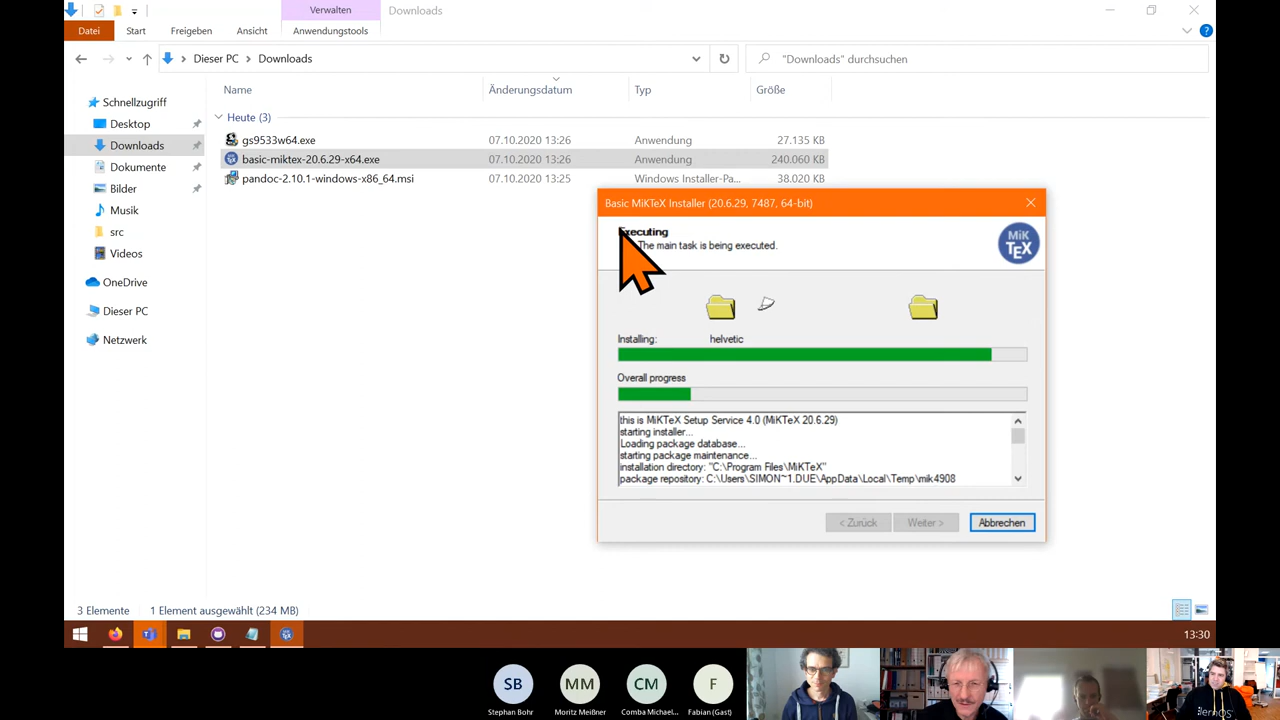 Verwalten
Downloads
Datei
Start
Freigeben
Ansicht
Anwendungstools
Dieser PC
Downloads
"Downloads" durchsuchen
Name
Änderungsdatum
Typ
Größe
Schnellzugriff
Desktop
Downloads
Dokumente
Bilder
Musik
src
Videos
OneDrive
Dieser PC
Netzwerk
Heute (3)
gs9533w64.exe 07.10.2020 13:26 Anwendung 27.135 KB
basic-miktex-20.6.29-x64.exe 07.10.2020 13:26 Anwendung 240.060 KB
pandoc-2.10.1-windows-x86_64.msi 07.10.2020 13:25 Windows Installer-Pa... 38.020 KB
Basic MiKTeX Installer (20.6.29, 7487, 64-bit)
Executing
The main task is being executed.
MiK
TEX
Installing: helvetic
Overall progress
this is MiKTeX Setup Service 4.0 (MiKTeX 20.6.29)
starting installer...
Loading package database...
starting package maintenance...
installation directory: "C:\Program Files\MiKTeX"
package repository: C:\Users\SIMON~1.DUE\AppData\Local\Temp\mik4908
< Zurück
Weiter >
Abbrechen
3 Elemente
1 Element ausgewählt (234 MB)
13:30
SB
MM
CM
F
Stephan Bohr
Moritz Meißner
Comba Michael...
Fabian (Gast)